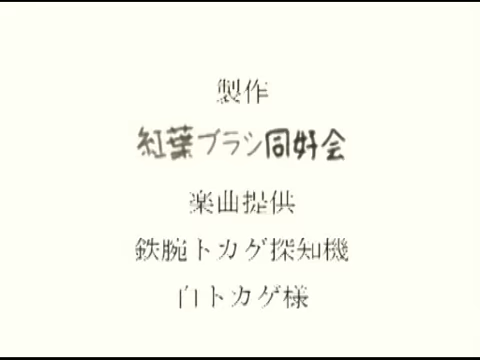 製作
紅葉ブラシ同好会
楽曲提供
鉄腕トカゲ探知機
白トカゲ様